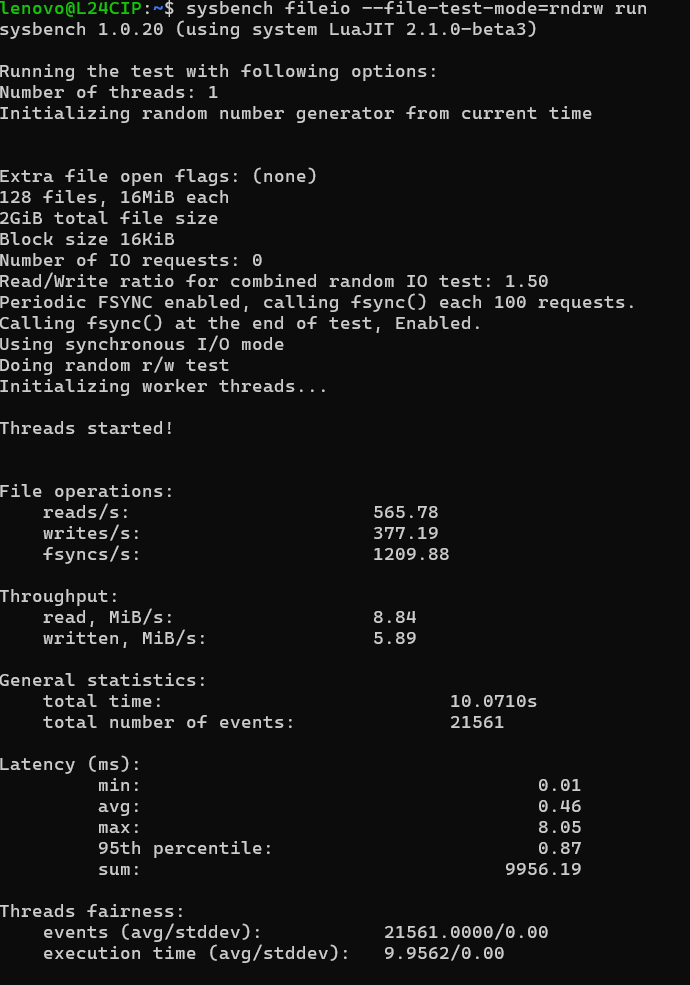 lenovo@L24CIP:~$ sysbench fileio --file-test-mode=rndrw run
sysbench 1.0.20 (using system LuaJIT 2.1.0-beta3)
Running the test with following options:
Number of threads: 1
Initializing random number generator from current time
Extra file open flags: (none)
128 files, 16MiB each
2GiB total file size
Block size 16KiB
Number of IO requests: 0
Read/Write ratio for combined random IO test: 1.50
Periodic FSYNC enabled, calling fsync() each 100 requests.
Calling fsync() at the end of test, Enabled.
Using synchronous I/O mode
Doing random r/w test
Initializing worker threads...
Threads started!
File operations:
reads/s: 565.78
writes/s: 377.19
fsyncs/s: 1209.88
Throughput:
read, MiB/s: 8.84
written, MiB/s: 5.89
General statistics:
total time: 10.0710s
total number of events: 21561
Latency (ms):
min: 0.01
avg: 0.46
max: 8.05
95th percentile: 0.87
sum: 9956.19
Threads fairness:
events (avg/stddev): 21561.0000/0.00
execution time (avg/stddev): 9.9562/0.00